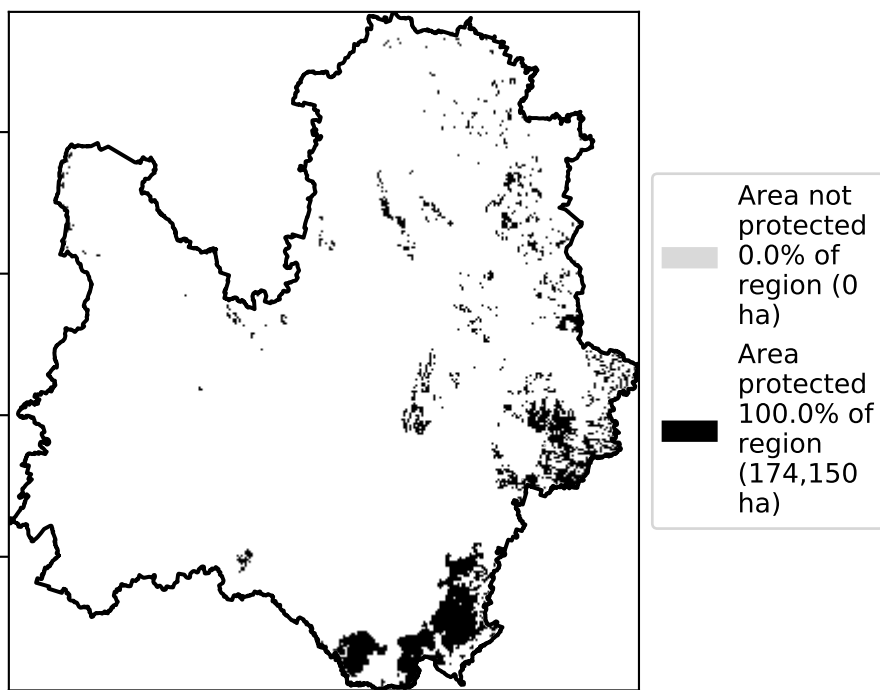 Area not
protected
0.0% of
region (0
ha)
Area
protected
100.0% of
region
(174,150
ha)